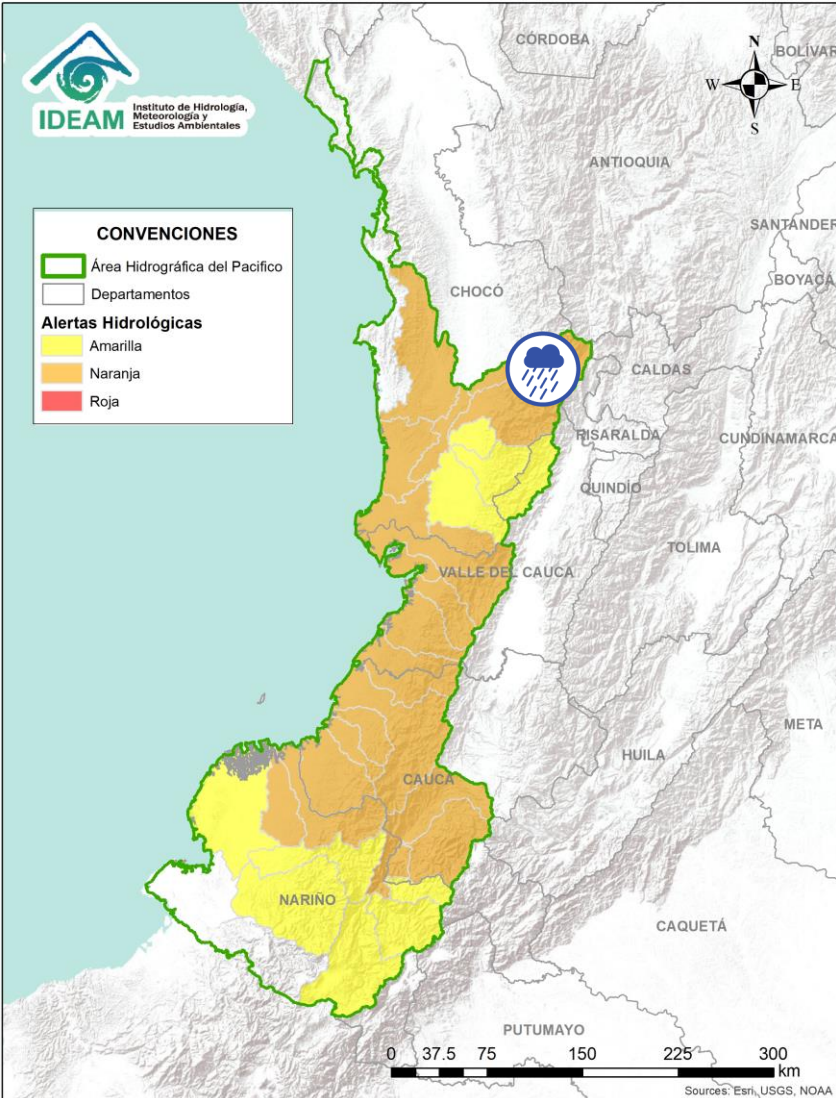 IDEAM
Instituto de Hidrología,
Meteorología y
Estudios Ambientales
CÓRDOBA
BOLÍVAR
N
W
E
S
ANTIOQUIA
SANTANDER
BOYACÁ
CONVENCIONES
Área Hidrográfica del Pacifico
Departamentos
Alertas Hidrológicas
Amarilla
Naranja
Roja
CHOCÓ
CALDAS
RISARALDA
CUNDINAMARCA
QUINDÍO
TOLIMA
VALLE DEL CAUCA
META
HUILA
CAUCA
NARIÑO
CAQUETÁ
PUTUMAYO
0 37.5 75 150 225 300
km
Sources: Esri, USGS, NOAA